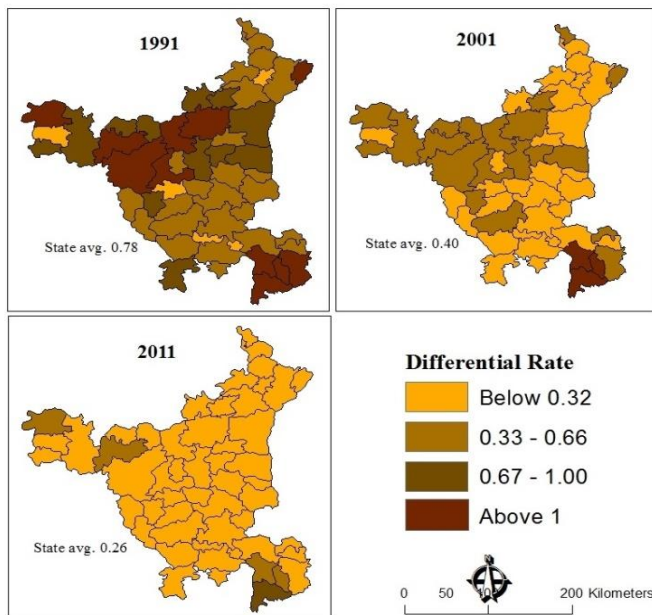 1991
State avg. 0.78
2001
State avg. 0.40
2011
State avg. 0.26
Differential Rate
Below 0.32
0.33 - 0.66
0.67 - 1.00
Above 1
0 50 100 200 Kilometers